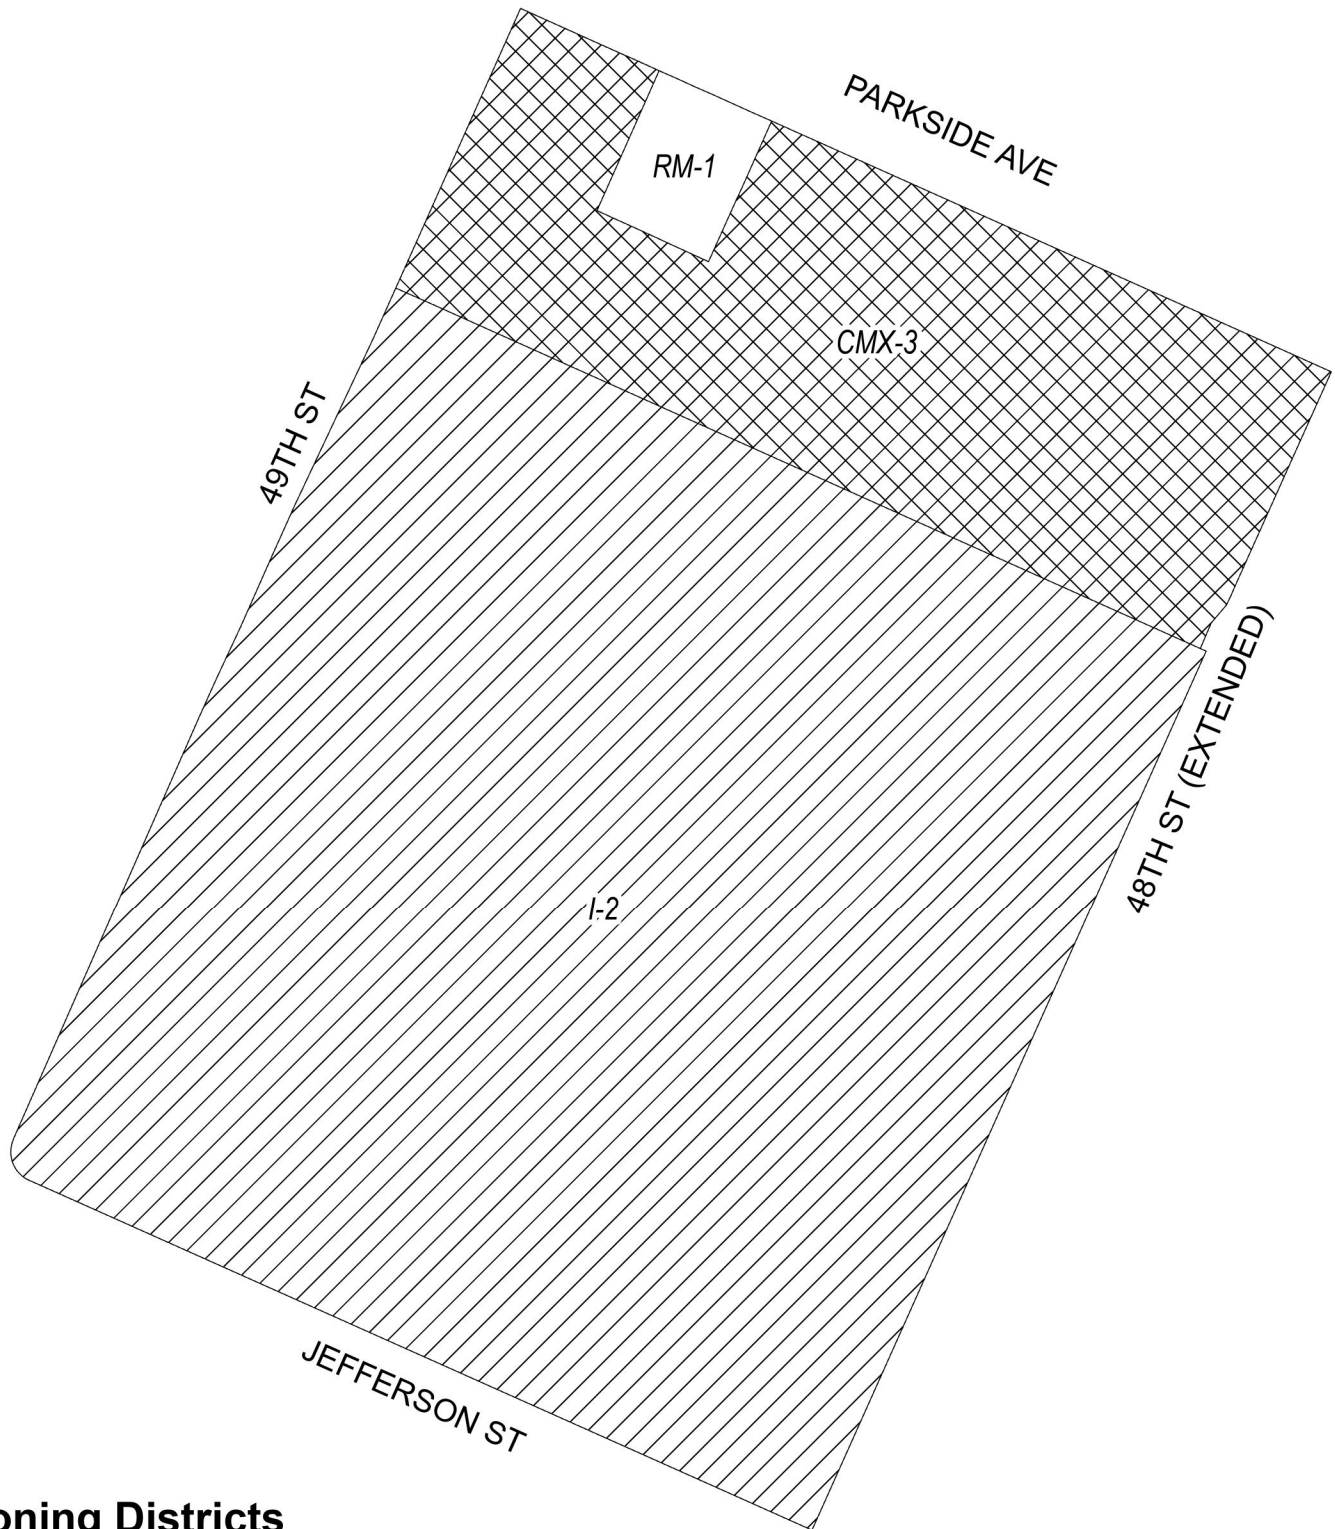 PARKSIDE AVE
RM-1
CMX-3
49TH ST
48TH ST (EXTENDED)
I-2
JEFFERSON ST
oning Districts